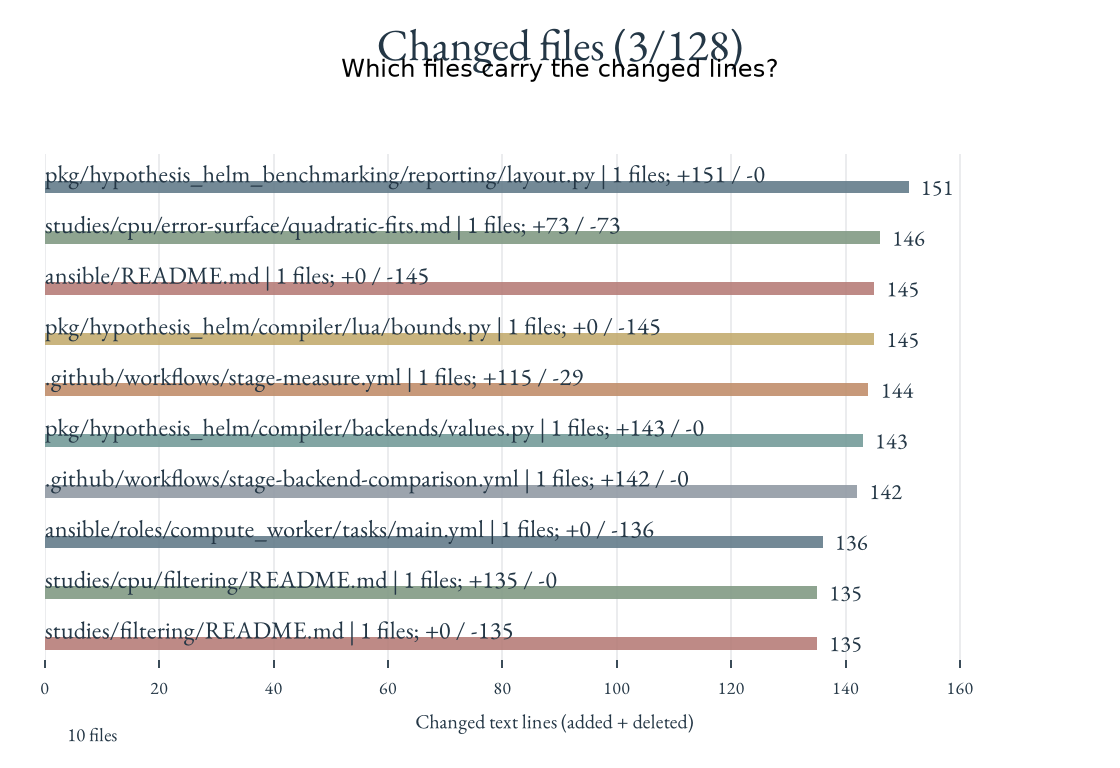 Changed files (3/128)
Which files carry the changed lines?
pkg/hypothesis_helm_benchmarking/reporting/layout.py | 1 files; +151 / -0
151
studies/cpu/error-surface/quadratic-fits.md | 1 files; +73 / -73
146
ansible/README.md | 1 files; +0 / -145
145
pkg/hypothesis_helm/compiler/lua/bounds.py | 1 files; +0 / -145
145
.github/workflows/stage-measure.yml | 1 files; +115 / -29
144
pkg/hypothesis_helm/compiler/backends/values.py | 1 files; +143 / -0
143
.github/workflows/stage-backend-comparison.yml | 1 files; +142 / -0
142
ansible/roles/compute_worker/tasks/main.yml | 1 files; +0 / -136
136
studies/cpu/filtering/README.md | 1 files; +135 / -0
135
studies/filtering/README.md | 1 files; +0 / -135
135
0 20 40 60 80 100 120 140 160
Changed text lines (added + deleted)
10 files